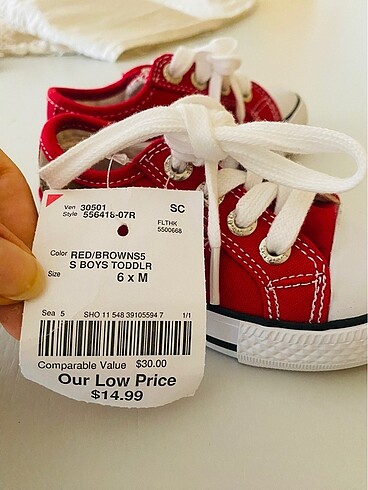 Ven 30501 SC
Style 556418-07R
FLTHK
5500668
Color RED/BROWNS5
S BOYS TODDLR
Size 6 x M
Sea 5 SHO 11 548 39105594 7 1/1
Comparable Value $30.00
Our Low Price
$14.99